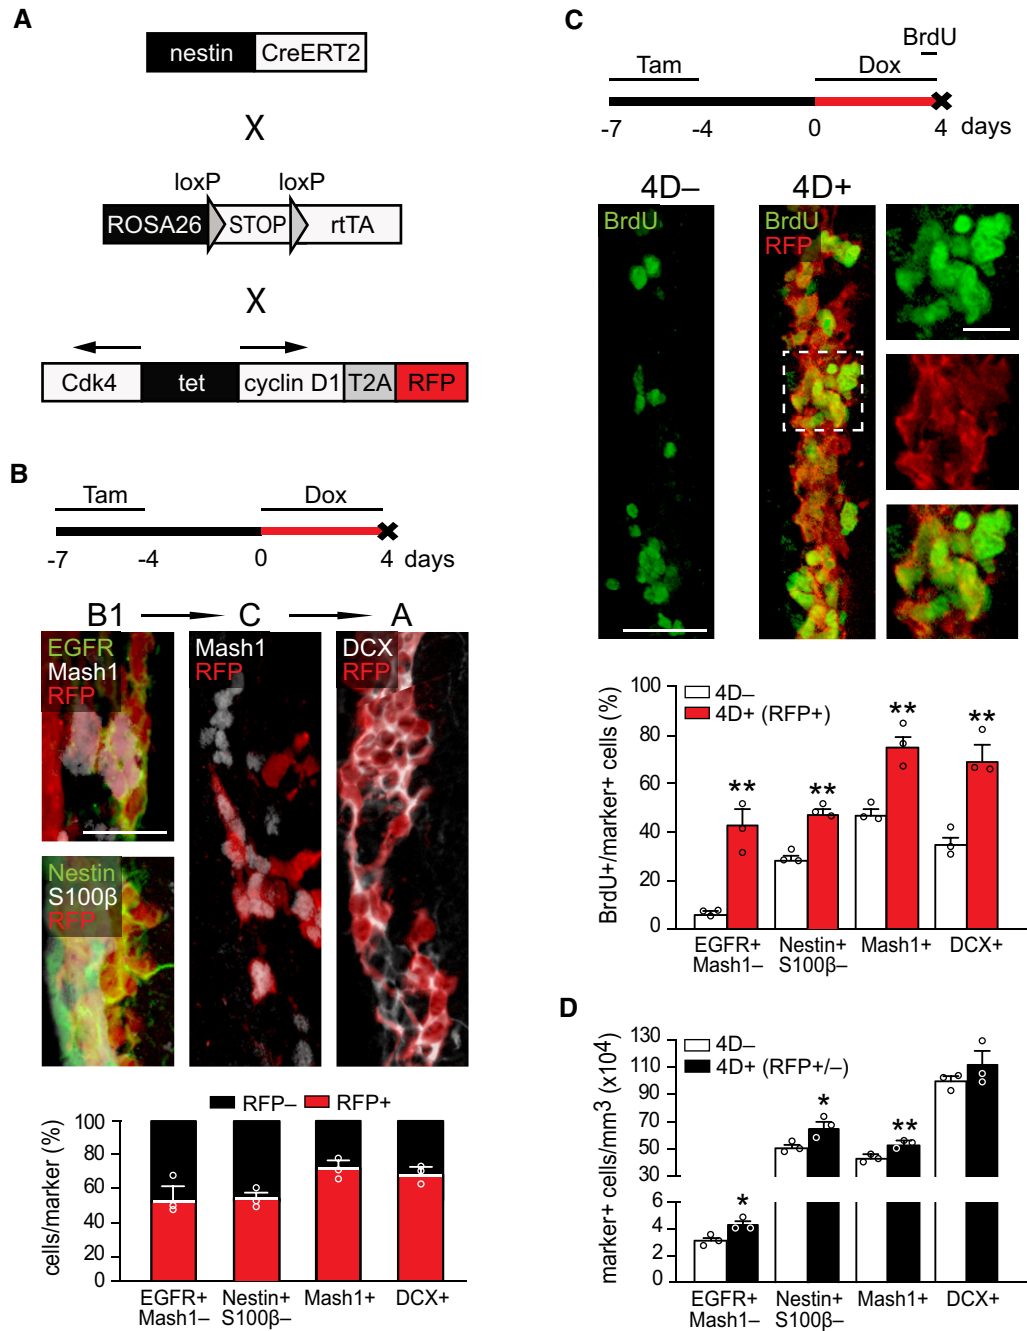 A
nestin CreERT2
X
loxP loxP
ROSA26 STOP rtTA
X
Cdk4 tet cyclin D1 T2A RFP
B
Tam Dox
-7 -4 0 4 days
B1 C A
EGFR
Mash1
RFP
Mash1
RFP
DCX
RFP
Nestin
S100β
RFP
RFP– RFP+
cells/marker (%)
100
80
60
40
20
0
EGFR+
Mash1–
Nestin+
S100β–
Mash1+
DCX+
C
BrdU
Tam Dox
-7 -4 0 4 days
4D– 4D+
BrdU
BrdU
RFP
BrdU+/marker+ cells (%)
100
80
60
40
20
0
4D–
4D+ (RFP+)
** ** ** **
EGFR+
Mash1–
Nestin+
S100β–
Mash1+
DCX+
D
marker+ cells/mm³ (x10⁴)
130
110
90
70
50
30
6
4
2
0
4D–
4D+ (RFP+/–)
* * **
EGFR+
Mash1–
Nestin+
S100β–
Mash1+
DCX+